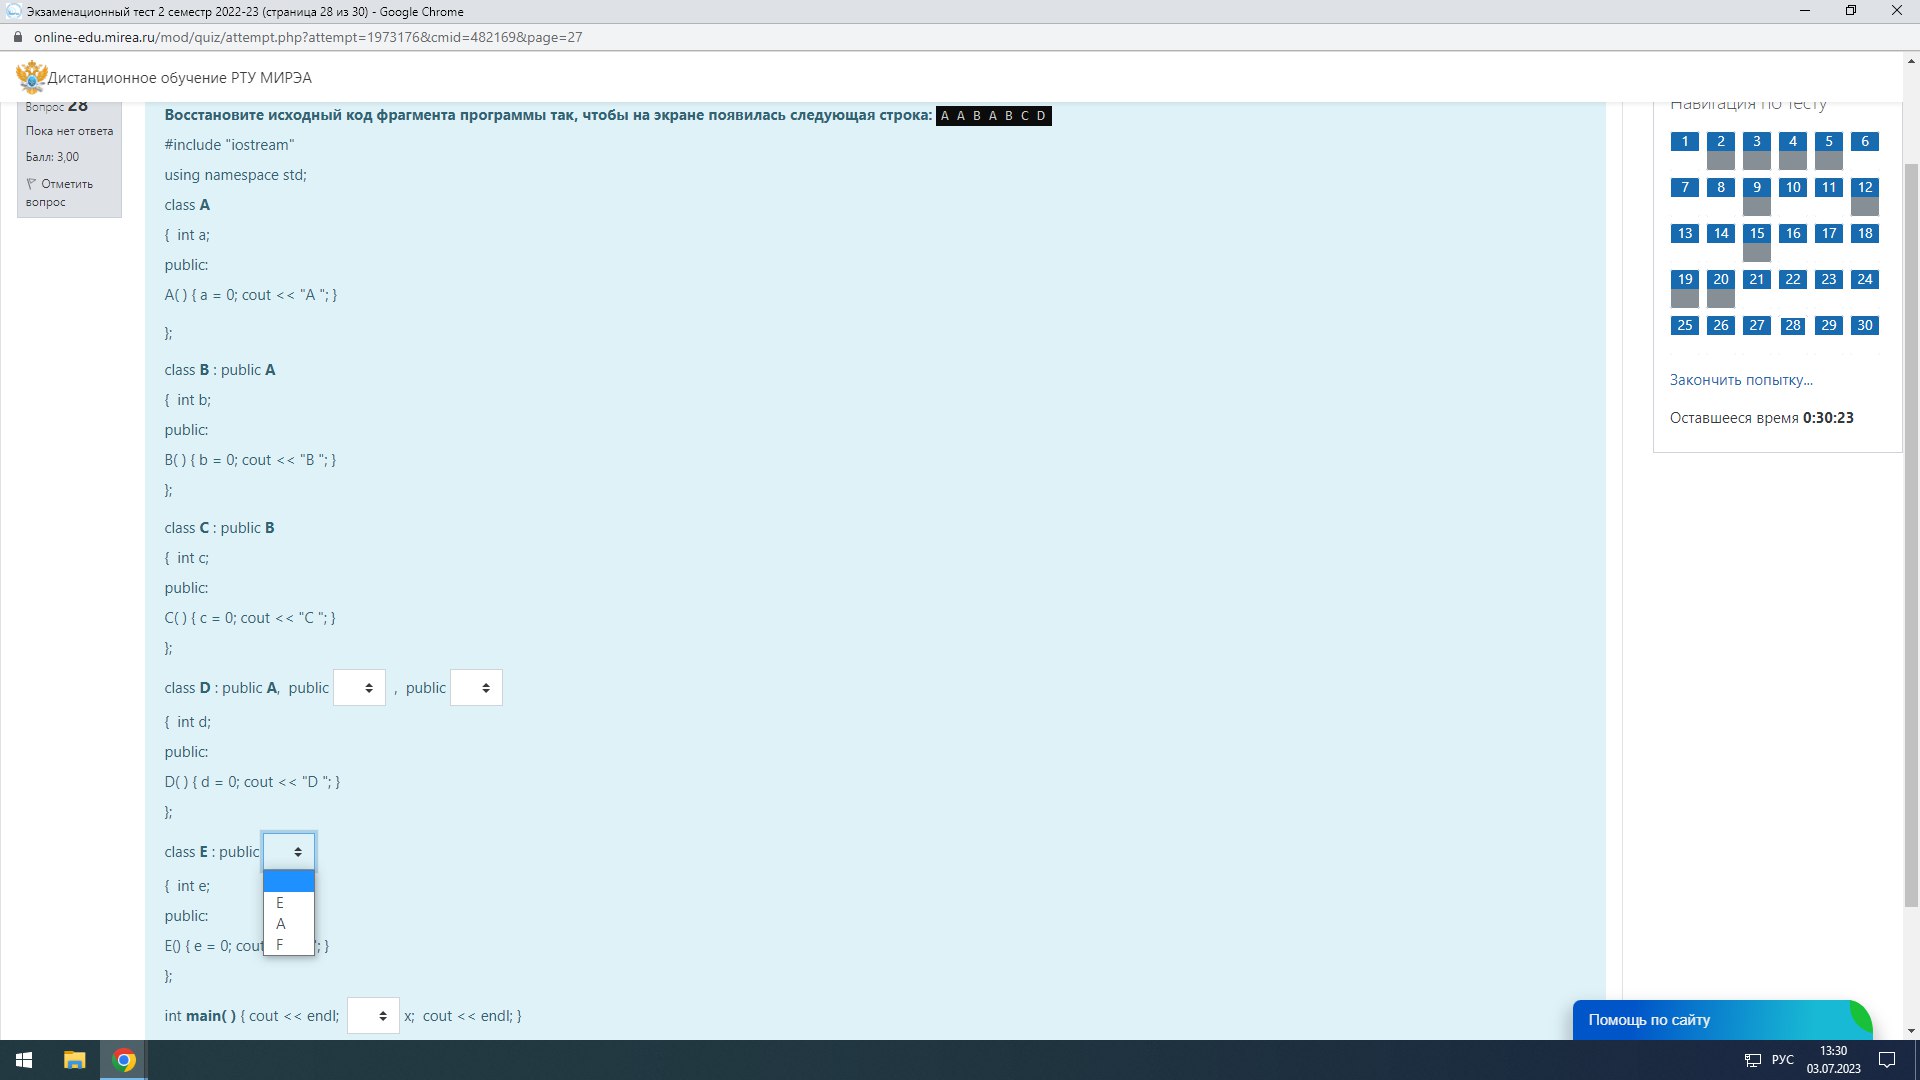 Экзаменационный тест 2 семестр 2022-23 (страница 28 из 30) - Google Chrome
online-edu.mirea.ru/mod/quiz/attempt.php?attempt=1973176&cmid=482169&page=27
Дистанционное обучение РТУ МИРЭА
Вопрос 28
Пока нет ответа
Балл: 3,00
Отметить
вопрос
Восстановите исходный код фрагмента программы так, чтобы на экране появилась следующая строка: A A B A B C D
#include "iostream"
using namespace std;
class A
{ int a;
public:
A( ) { a = 0; cout << "A "; }
};
class B : public A
{ int b;
public:
B( ) { b = 0; cout << "B "; }
};
class C : public B
{ int c;
public:
C( ) { c = 0; cout << "C "; }
};
class D : public A, public , public
{ int d;
public:
D( ) { d = 0; cout << "D "; }
};
class E : public
{ int e;
E
public:
A
F
E() { e = 0; cout "; }
};
int main( ) { cout << endl; x; cout << endl; }
Навигация по тесту
1 2 3 4 5 6
7 8 9 10 11 12
13 14 15 16 17 18
19 20 21 22 23 24
25 26 27 28 29 30
Закончить попытку...
Оставшееся время 0:30:23
Помощь по сайту
РУС
13:30
03.07.2023